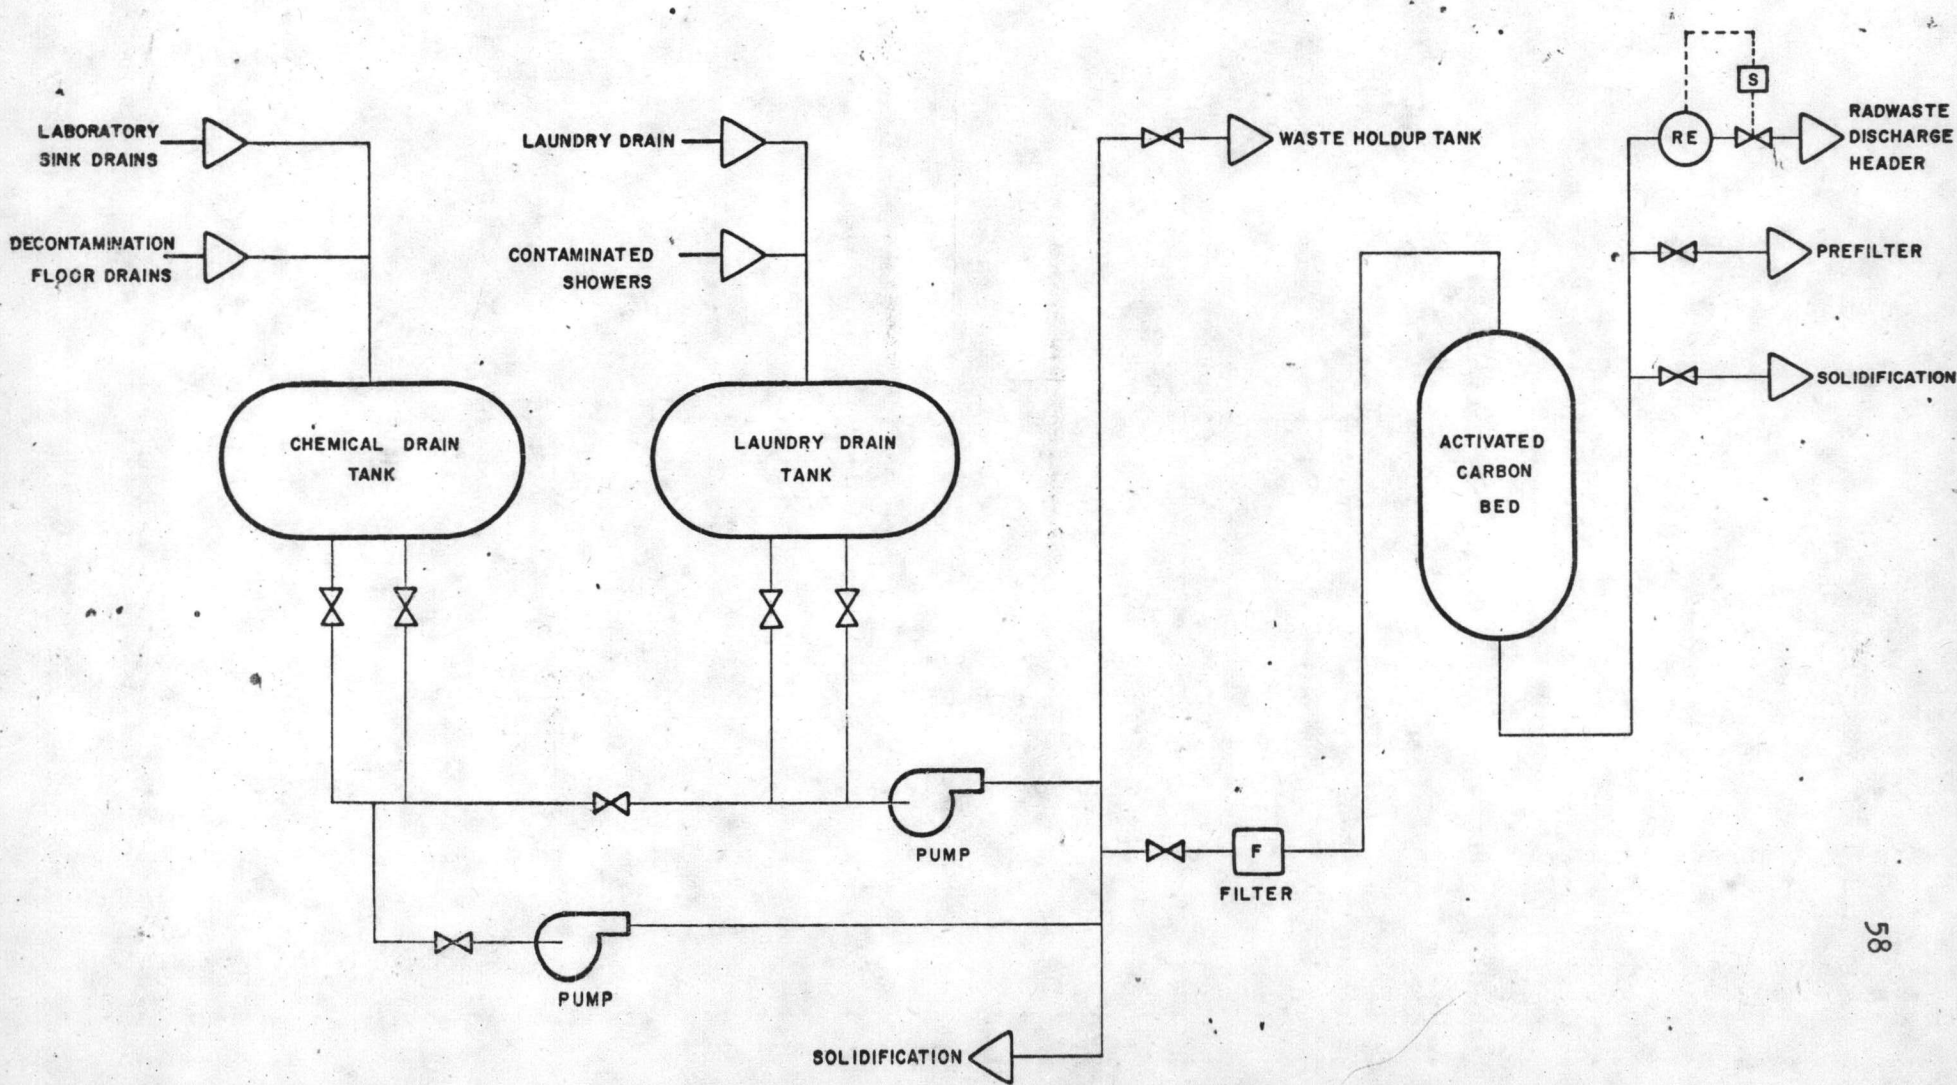 LABORATORY
SINK DRAINS
DECONTAMINATION
FLOOR DRAINS
LAUNDRY DRAIN
CONTAMINATED
SHOWERS
WASTE HOLDUP TANK
S
RE
RADWASTE
DISCHARGE
HEADER
PREFILTER
SOLIDIFICATION
CHEMICAL DRAIN
TANK
LAUNDRY DRAIN
TANK
ACTIVATED
CARBON
BED
PUMP
F
FILTER
PUMP
SOLIDIFICATION
58